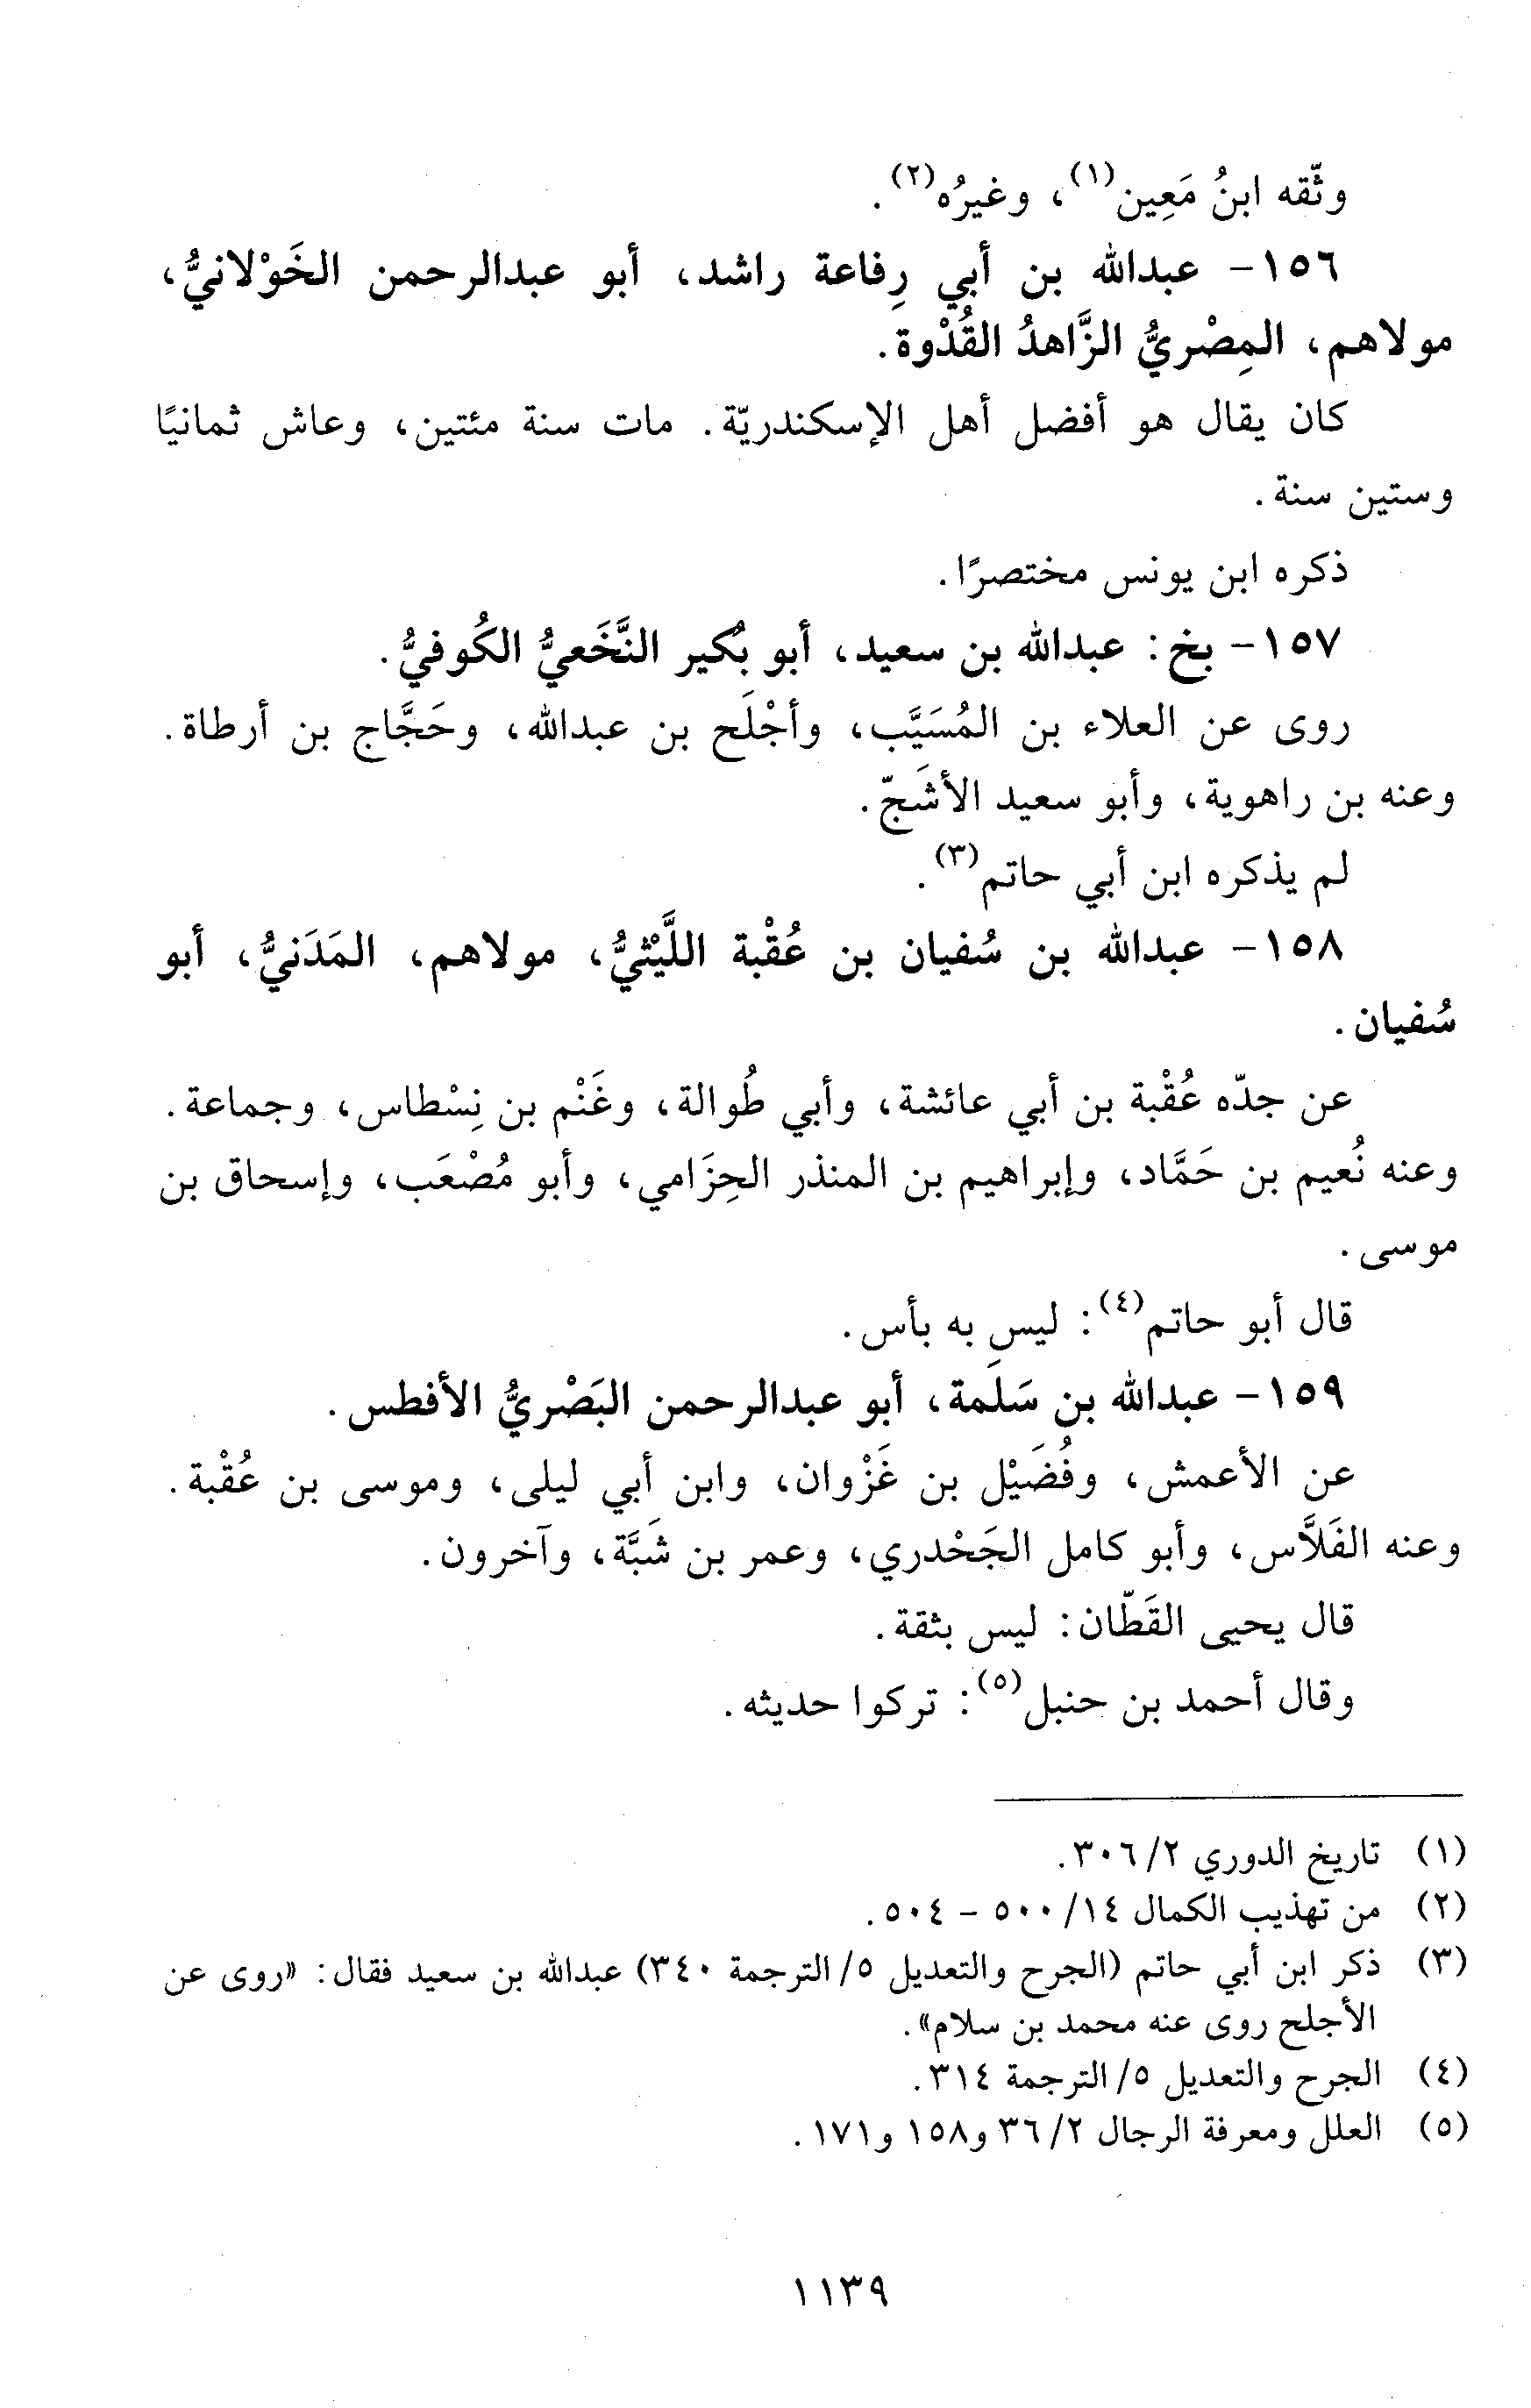 وثّقه ابنُ مَعِين(١)، وغيرُه(٢).
١٥٦- عبدالله بن أبي رِفاعة راشد، أبو عبدالرحمن الخَوْلانيُّ،
مولاهم، المِصْريُّ الزَّاهدُ القُدْوة.
كان يقال هو أفضل أهل الإسكندريّة. مات سنة مئتين، وعاش ثمانيًا
وستين سنة.
ذكره ابن يونس مختصرًا.
١٥٧- بخ: عبدالله بن سعيد، أبو بُكير النَّخَعيُّ الكُوفيُّ.
روى عن العلاء بن المُسَيَّب، وأجْلَح بن عبدالله، وحَجَّاج بن أرطاة.
وعنه بن راهوية، وأبو سعيد الأشَجّ.
لم يذكره ابن أبي حاتم(٣).
١٥٨- عبدالله بن سُفيان بن عُقْبة اللَّيْثيُّ، مولاهم، المَدَنيُّ، أبو
سُفيان.
عن جدّه عُقْبة بن أبي عائشة، وأبي طُوالة، وغَنْم بن نِسْطاس، وجماعة.
وعنه نُعيم بن حَمَّاد، وإبراهيم بن المنذر الحِزَامي، وأبو مُصْعَب، وإسحاق بن
موسى.
قال أبو حاتم(٤): ليس به بأس.
١٥٩- عبدالله بن سَلَمة، أبو عبدالرحمن البَصْريُّ الأفطس.
عن الأعمش، وفُضَيْل بن غَزْوان، وابن أبي ليلى، وموسى بن عُقْبة.
وعنه الفَلَّاس، وأبو كامل الجَحْدري، وعمر بن شَبَّة، وآخرون.
قال يحيى القَطّان: ليس بثقة.
وقال أحمد بن حنبل(٥): تركوا حديثه.
(١) تاريخ الدوري ٢/ ٣٠٦.
(٢) من تهذيب الكمال ١٤/ ٥٠٠ - ٥٠٤.
(٣) ذكر ابن أبي حاتم (الجرح والتعديل ٥/ الترجمة ٣٤٠) عبدالله بن سعيد فقال: «روى عن
الأجلح روى عنه محمد بن سلام».
(٤) الجرح والتعديل ٥/ الترجمة ٣١٤.
(٥) العلل ومعرفة الرجال ٢/ ٣٦ و١٥٨ و١٧١.
١١٣٩